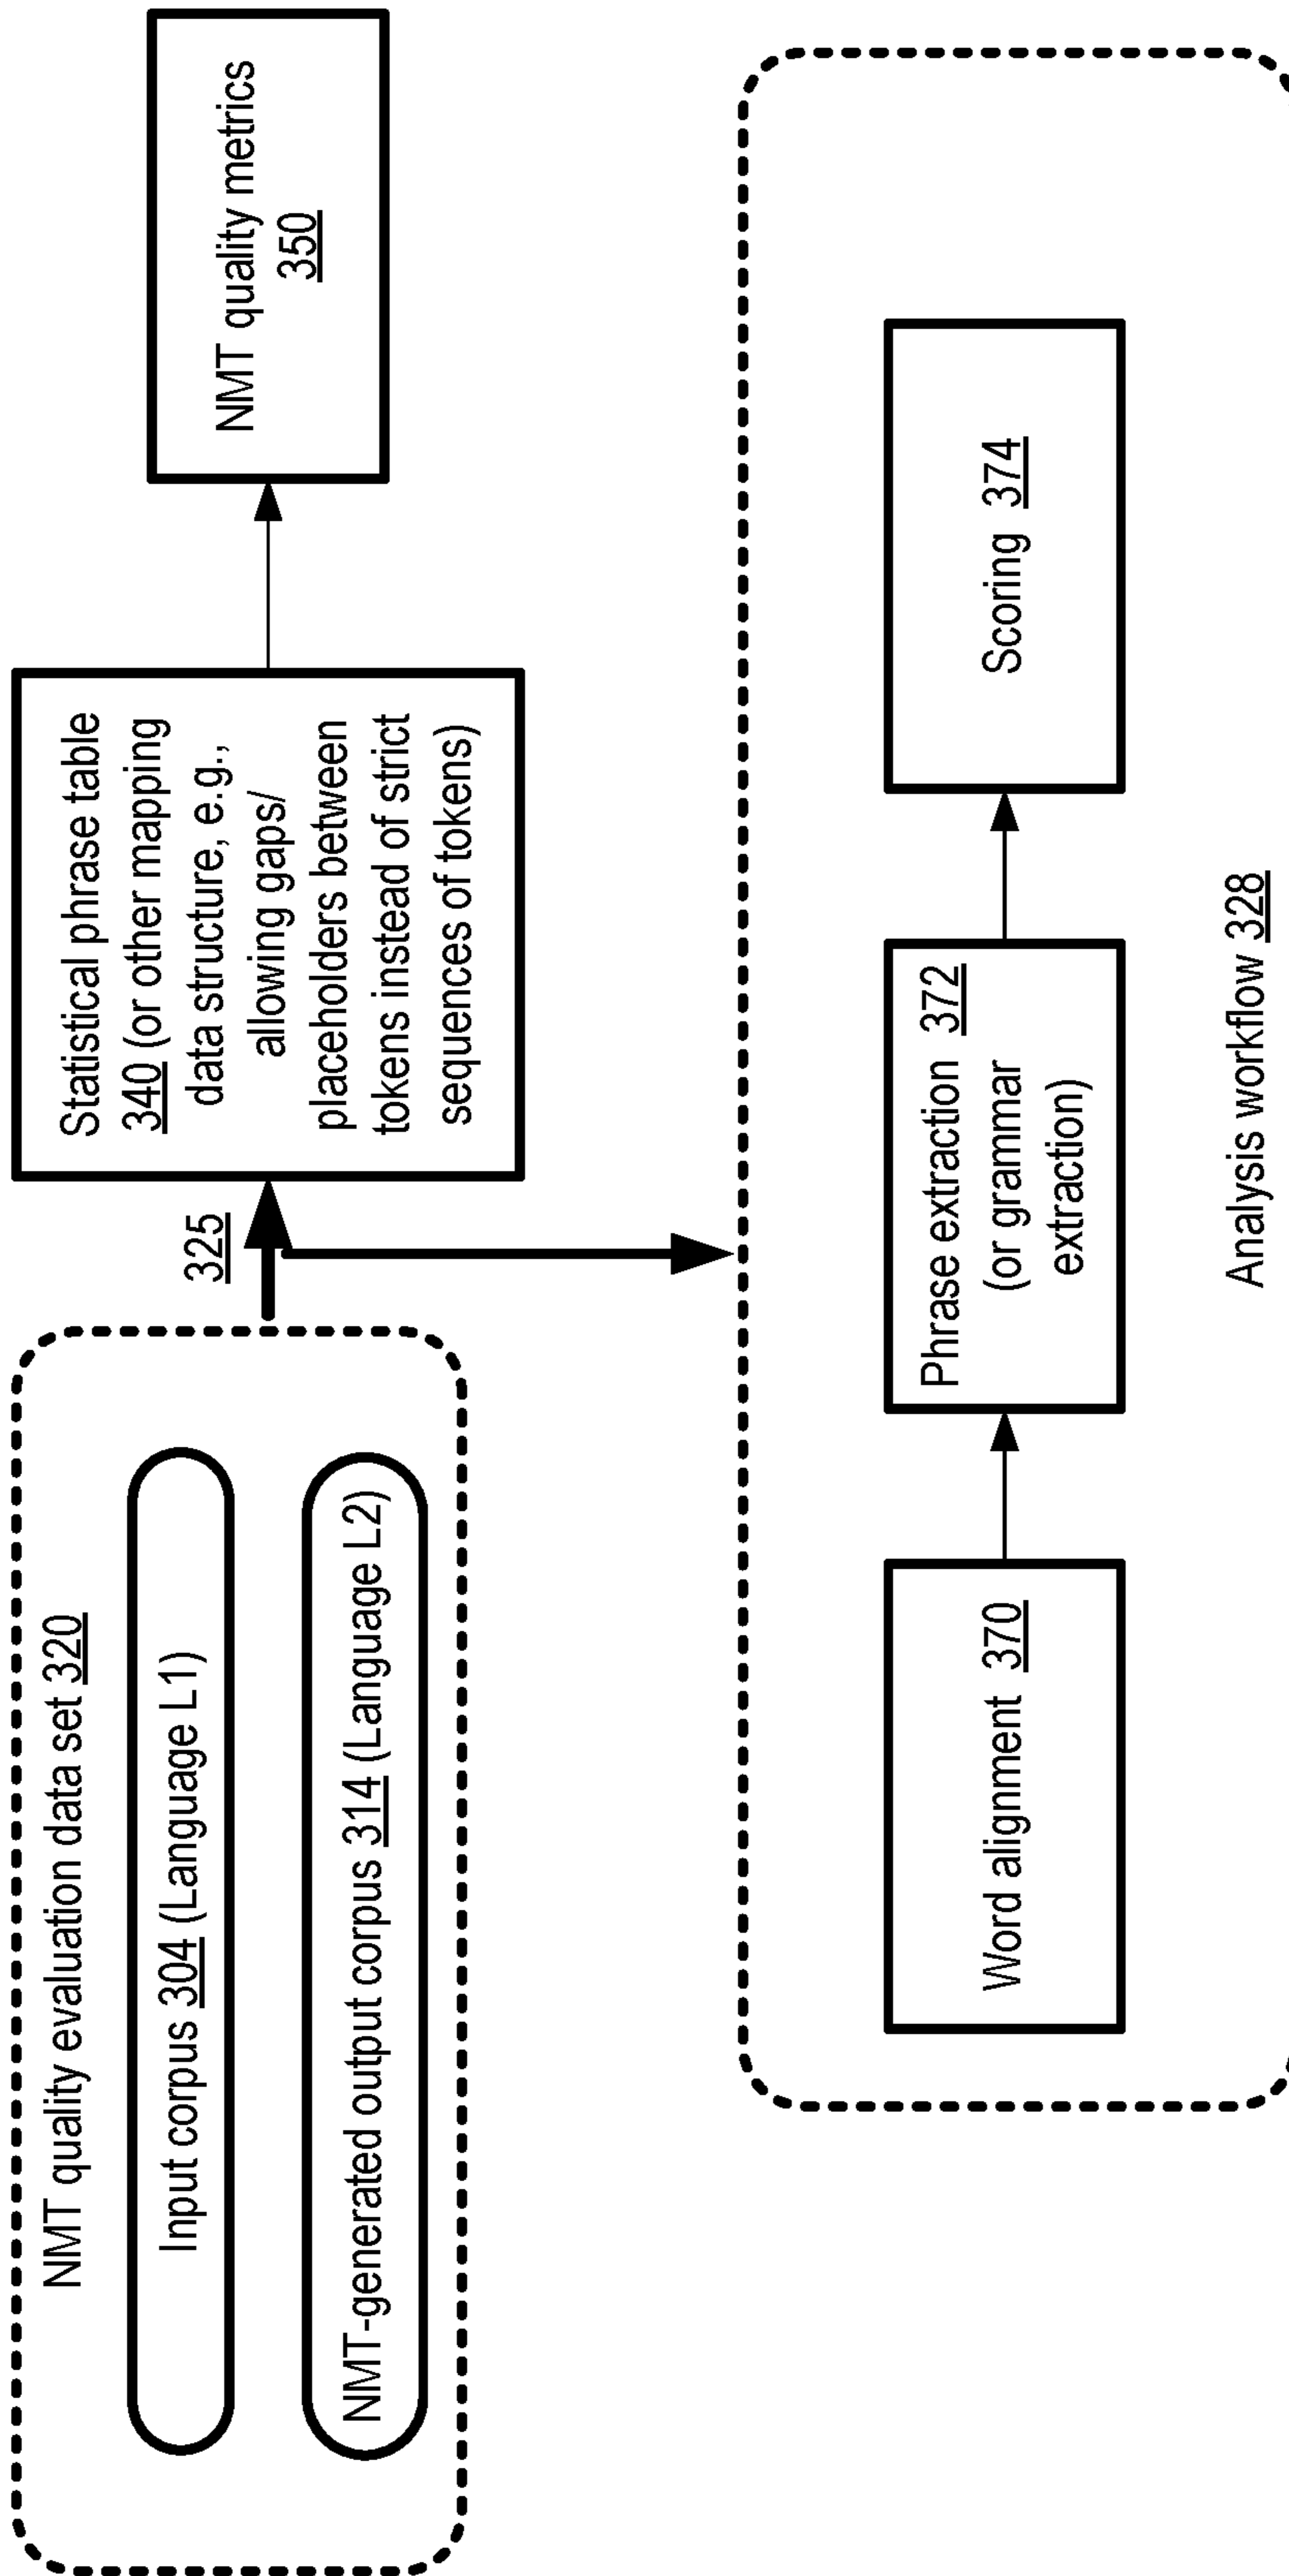 NMT quality evaluation data set 320
Input corpus 304 (Language L1)
NMT-generated output corpus 314 (Language L2)
325
Statistical phrase table
340 (or other mapping
data structure, e.g.,
allowing gaps/
placeholders between
tokens instead of strict
sequences of tokens)
NMT quality metrics
350
Word alignment 370
Phrase extraction 372
(or grammar
extraction)
Scoring 374
Analysis workflow 328